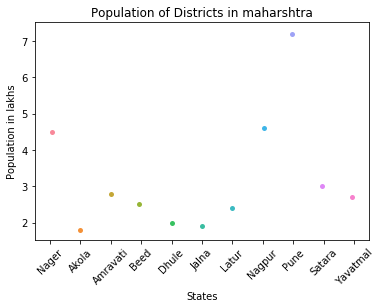 Population of Districts in maharshtra
Population in lakhs
7
6
5
4
3
2
Nager
Akola
Amravati
Beed
Dhule
Jalna
Latur
Nagpur
Pune
Satara
Yavatmal
States